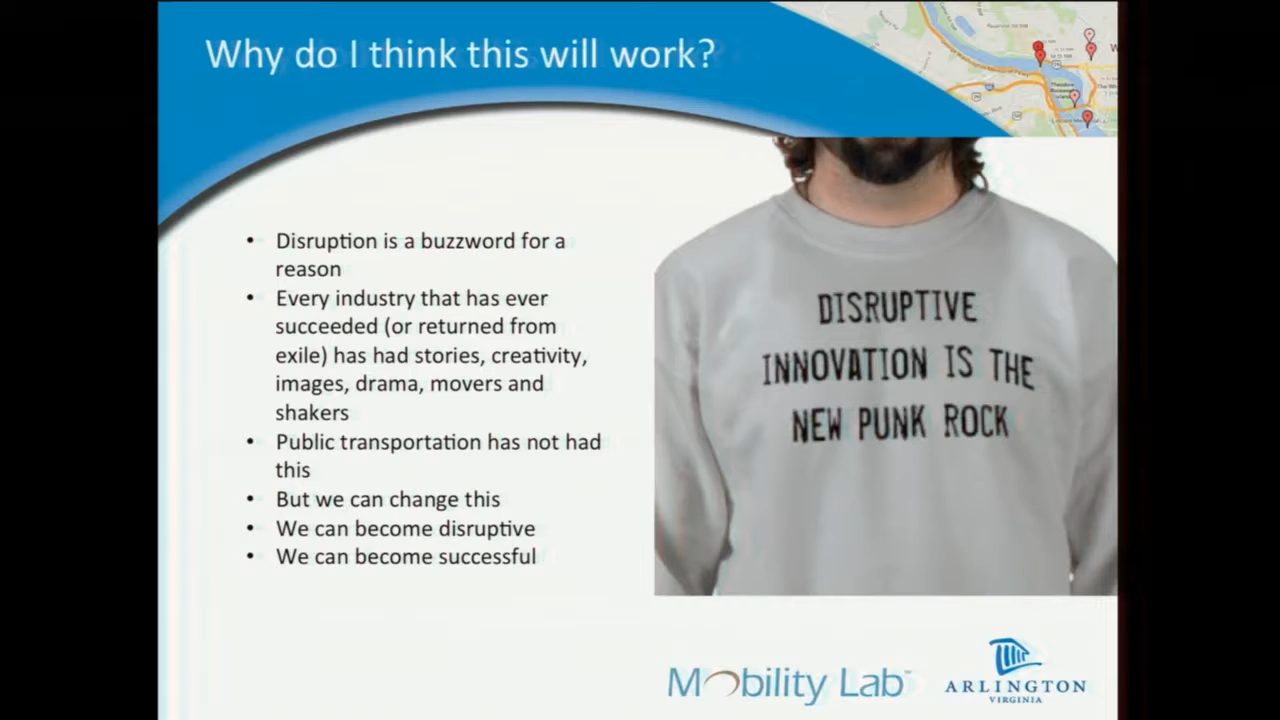 Why do I think this will work?
• Disruption is a buzzword for a
reason
• Every industry that has ever
succeeded (or returned from
exile) has had stories, creativity,
images, drama, movers and
shakers
• Public transportation has not had
this
• But we can change this
• We can become disruptive
• We can become successful
DISRUPTIVE
INNOVATION IS THE
NEW PUNK ROCK
Mobility Lab™
ARLINGTON
VIRGINIA